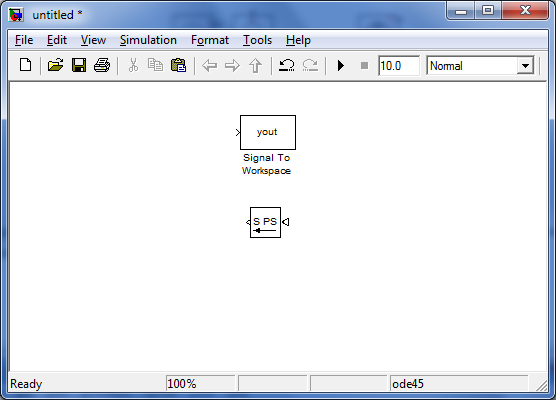 untitled *
File Edit View Simulation Format Tools Help
10.0 Normal
yout
Signal To
Workspace
S PS
Ready 100% ode45